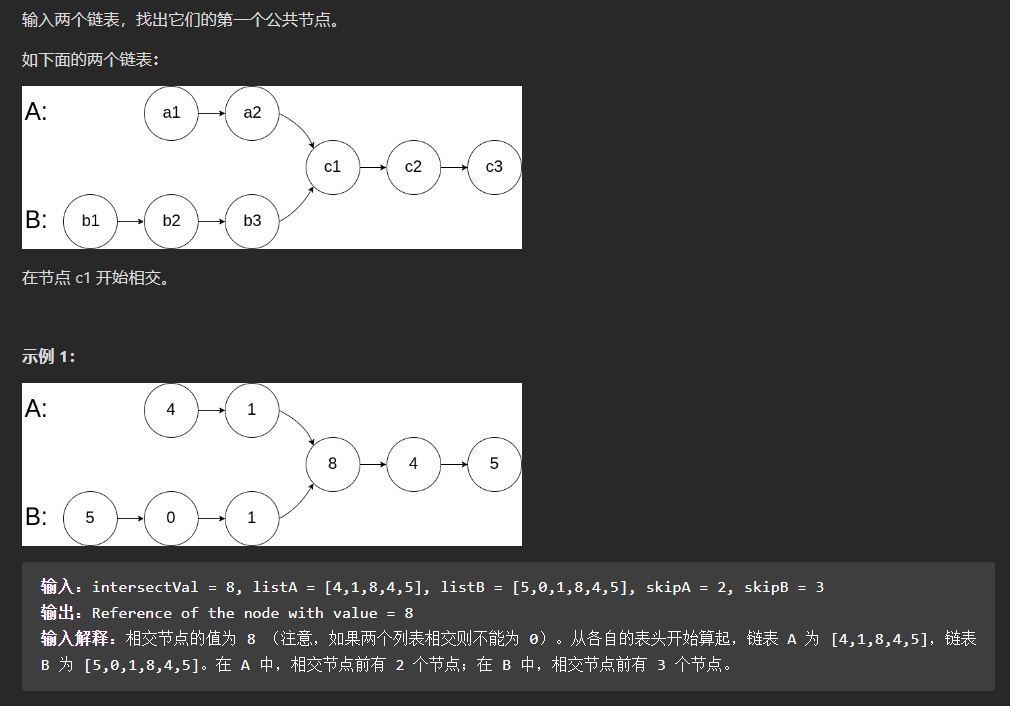 输入两个链表，找出它们的第一个公共节点。
如下面的两个链表：
A:
a1
a2
c1
c2
c3
B:
b1
b2
b3
在节点 c1 开始相交。
示例 1：
A:
4
1
8
4
5
B:
5
0
1
输入：intersectVal = 8, listA = [4,1,8,4,5], listB = [5,0,1,8,4,5], skipA = 2, skipB = 3
输出：Reference of the node with value = 8
输入解释：相交节点的值为 8 （注意，如果两个列表相交则不能为 0）。从各自的表头开始算起，链表 A 为 [4,1,8,4,5]，链表
B 为 [5,0,1,8,4,5]。在 A 中，相交节点前有 2 个节点；在 B 中，相交节点前有 3 个节点。